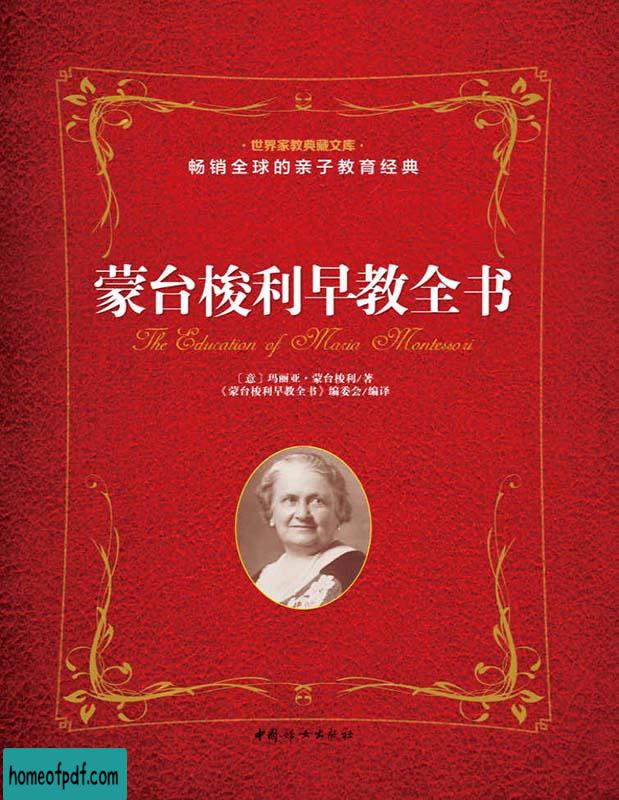 ·世界家教典藏文库·
畅销全球的亲子教育经典
蒙台梭利早教全书
The Education of Maria Montessori
［意］玛丽亚·蒙台梭利/著
《蒙台梭利早教全书》编委会/编译
中国妇女出版社
homeofpdf.com